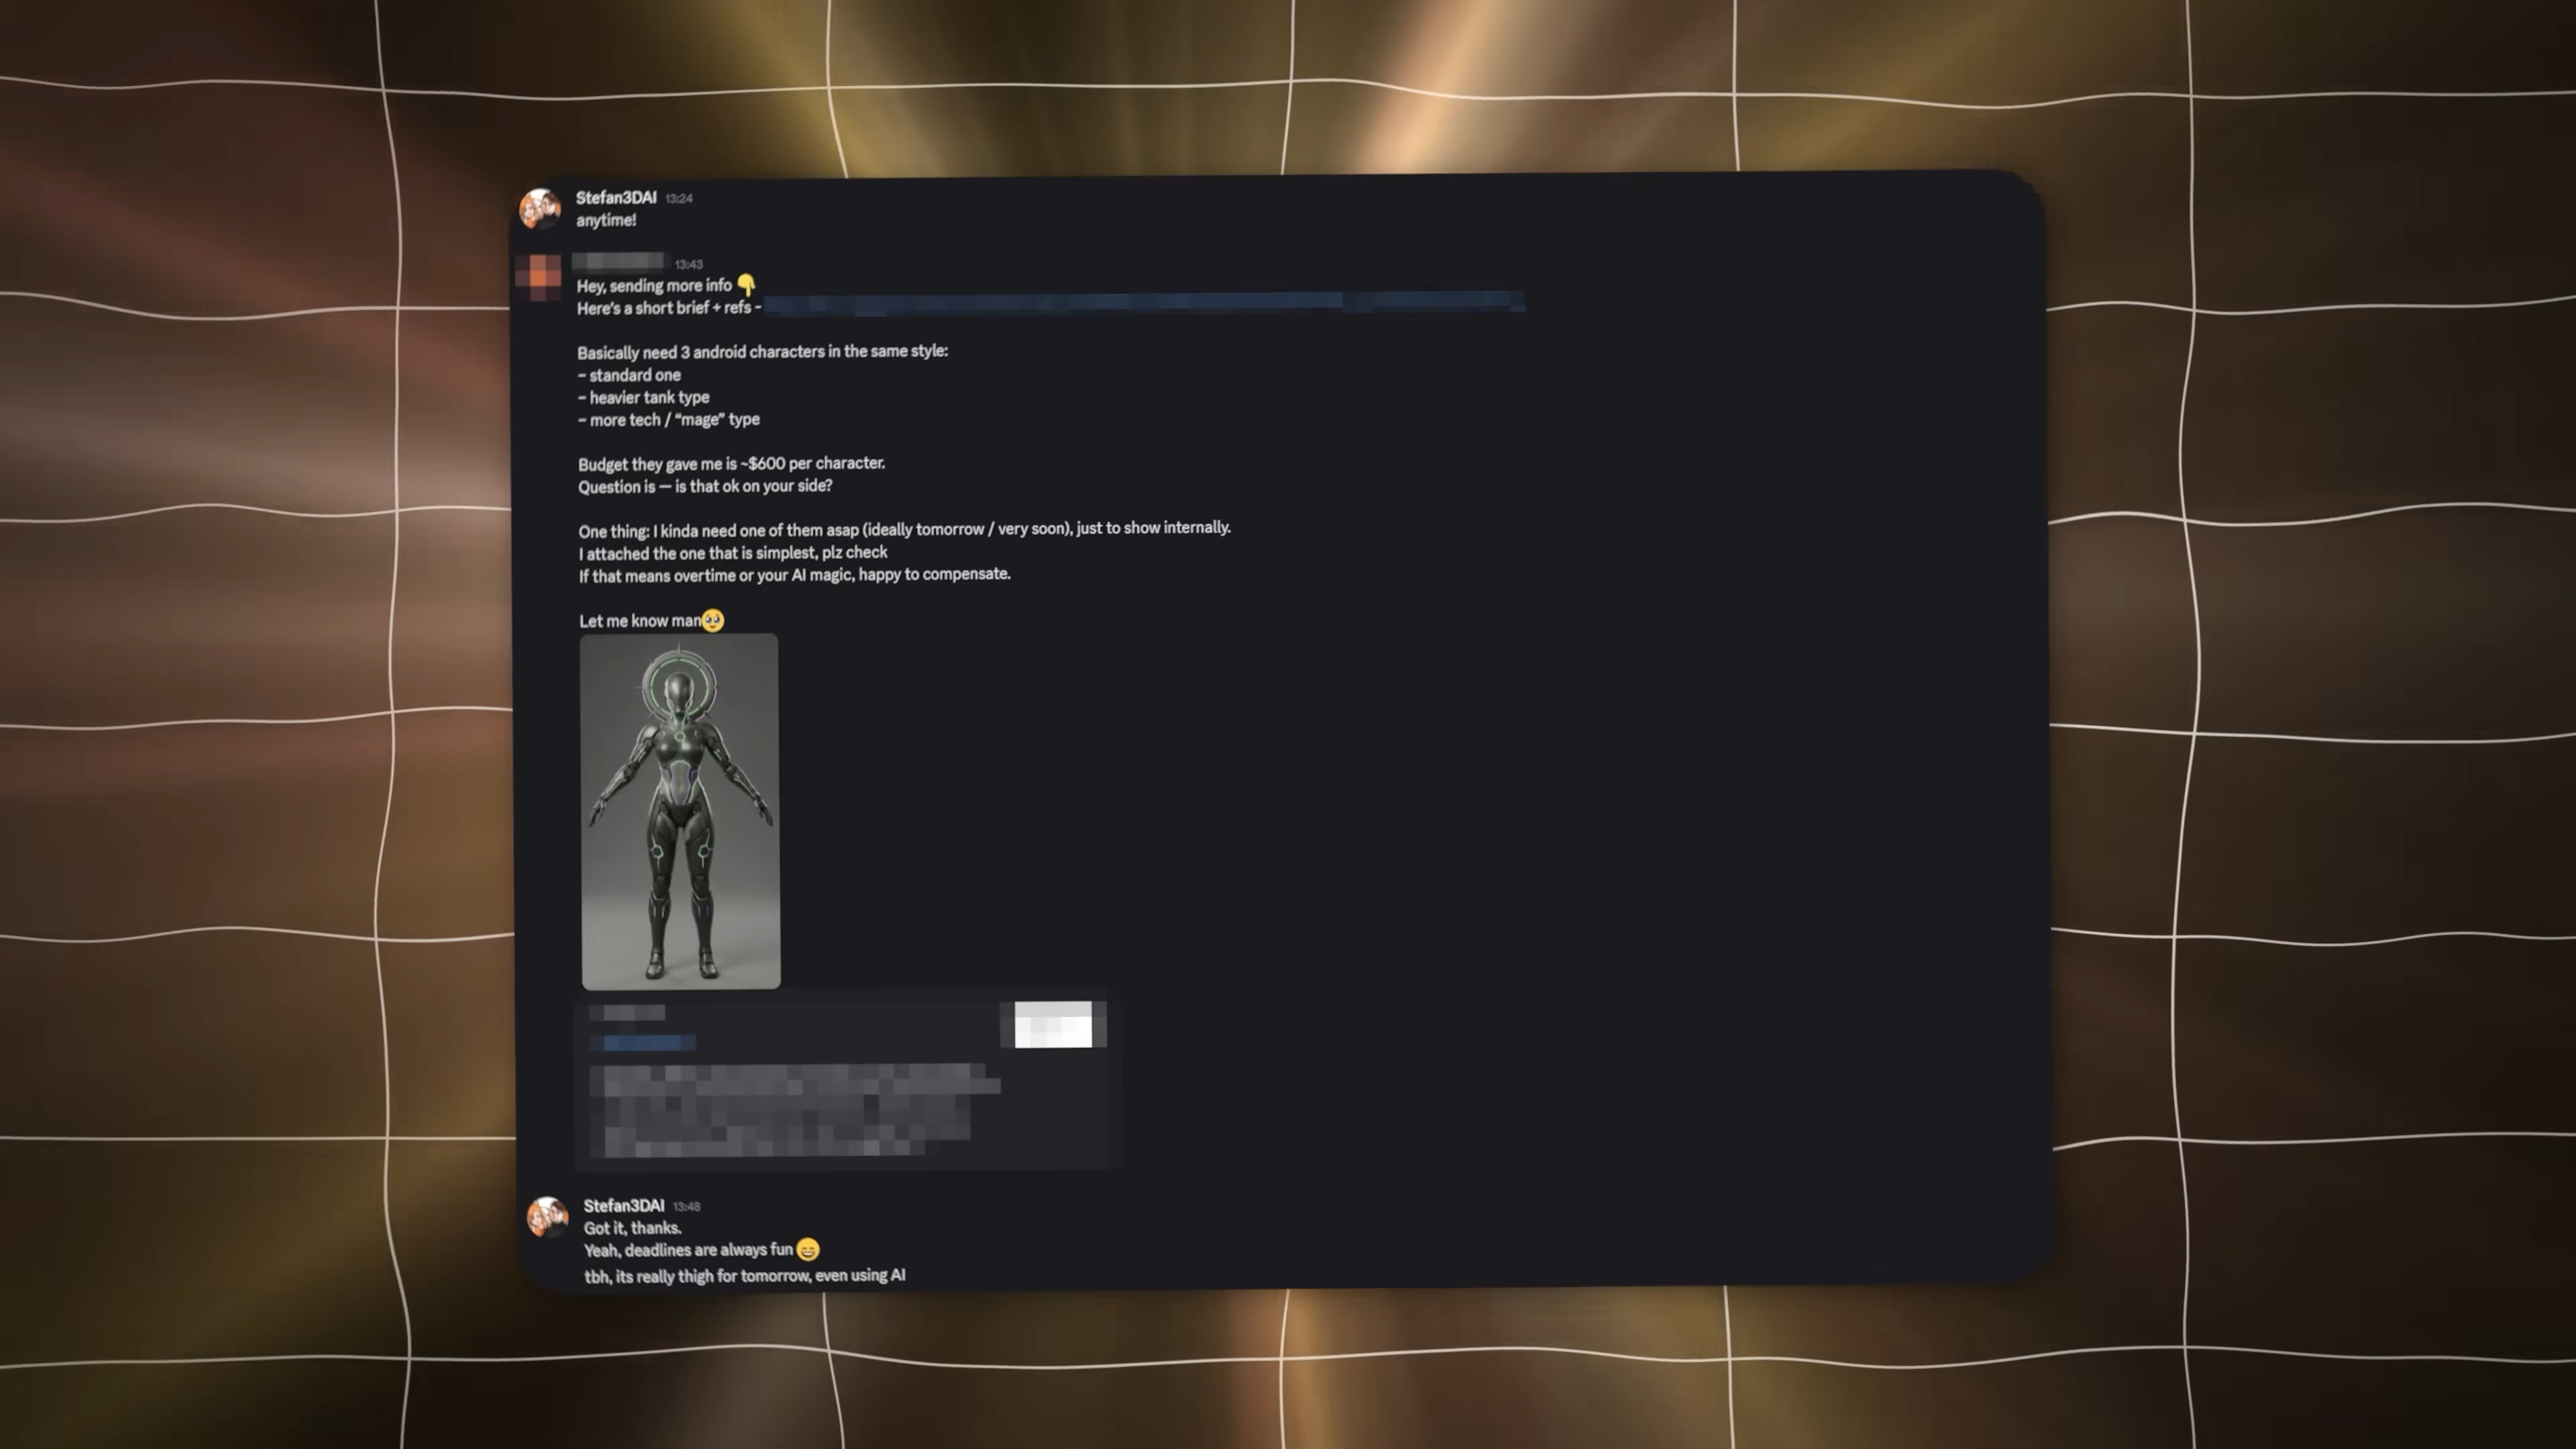 Stefan3DAI 13:24
anytime!
13:43
Hey, sending more info 👇
Here's a short brief + refs -
Basically need 3 android characters in the same style:
- standard one
- heavier tank type
- more tech / “mage” type
Budget they gave me is ~$600 per character.
Question is — is that ok on your side?
One thing: I kinda need one of them asap (ideally tomorrow / very soon), just to show internally.
I attached the one that is simplest, plz check
If that means overtime or your AI magic, happy to compensate.
Let me know man🥺
Stefan3DAI 13:48
Got it, thanks.
Yeah, deadlines are always fun 😄
tbh, its really thigh for tomorrow, even using AI